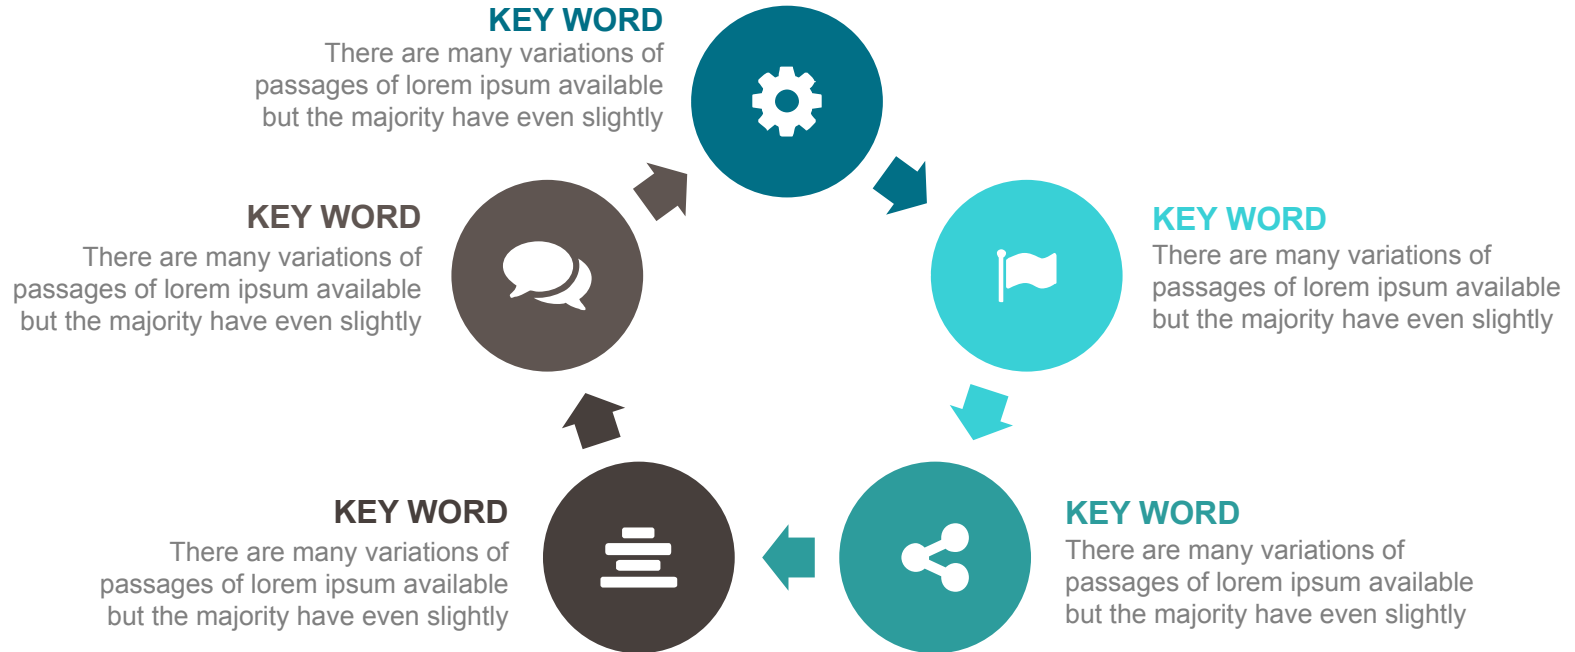 KEY WORD
There are many variations of
passages of lorem ipsum available
but the majority have even slightly
KEY WORD
There are many variations of
passages of lorem ipsum available
but the majority have even slightly
KEY WORD
There are many variations of
passages of lorem ipsum available
but the majority have even slightly
KEY WORD
There are many variations of
passages of lorem ipsum available
but the majority have even slightly
KEY WORD
There are many variations of
passages of lorem ipsum available
but the majority have even slightly